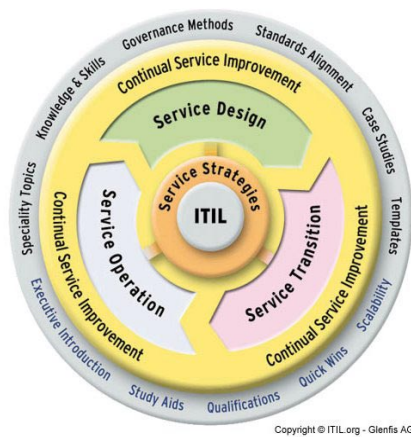 Governance Methods
Standards Alignment
Case Studies
Templates
Scalability
Quick Wins
Qualifications
Study Aids
Executive Introduction
Speciality Topics
Knowledge & Skills
Continual Service Improvement
Continual Service Improvement
Continual Service Improvement
Service Design
Service Transition
Service Operation
Service Strategies
ITIL
Copyright © ITIL.org - Glenfis AG